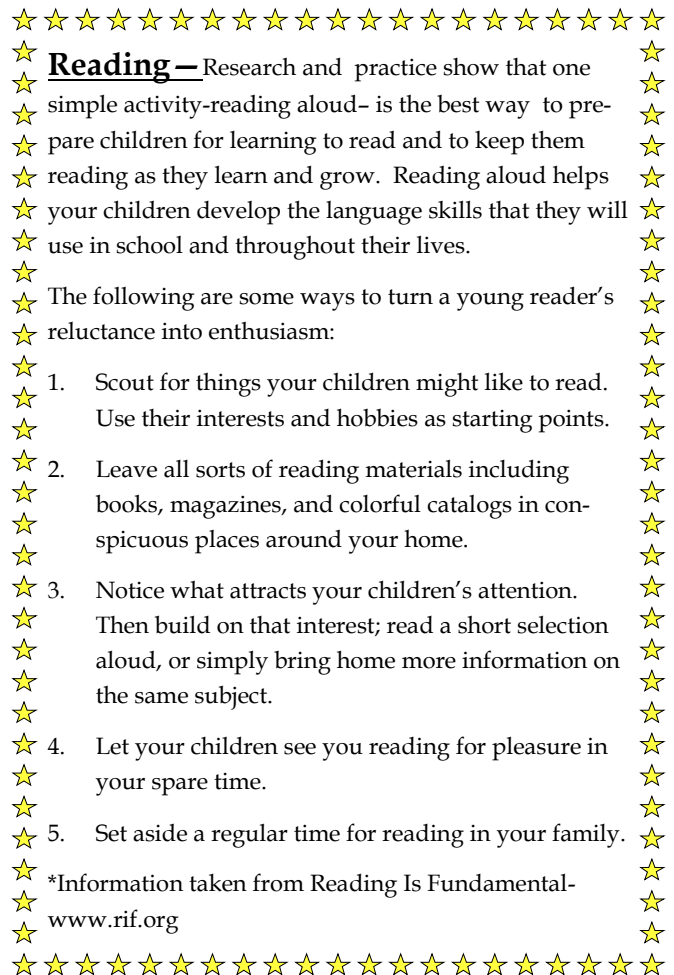 Reading—Research and  practice show that one
simple activity-reading aloud– is the best way  to pre-
pare children for learning to read and to keep them
reading as they learn and grow.  Reading aloud helps
your children develop the language skills that they will
use in school and throughout their lives.
The following are some ways to turn a young reader’s
reluctance into enthusiasm:
1. Scout for things your children might like to read.
Use their interests and hobbies as starting points.
2. Leave all sorts of reading materials including
books, magazines, and colorful catalogs in con-
spicuous places around your home.
3. Notice what attracts your children’s attention.
Then build on that interest; read a short selection
aloud, or simply bring home more information on
the same subject.
4. Let your children see you reading for pleasure in
your spare time.
5. Set aside a regular time for reading in your family.
*Information taken from Reading Is Fundamental-
www.rif.org